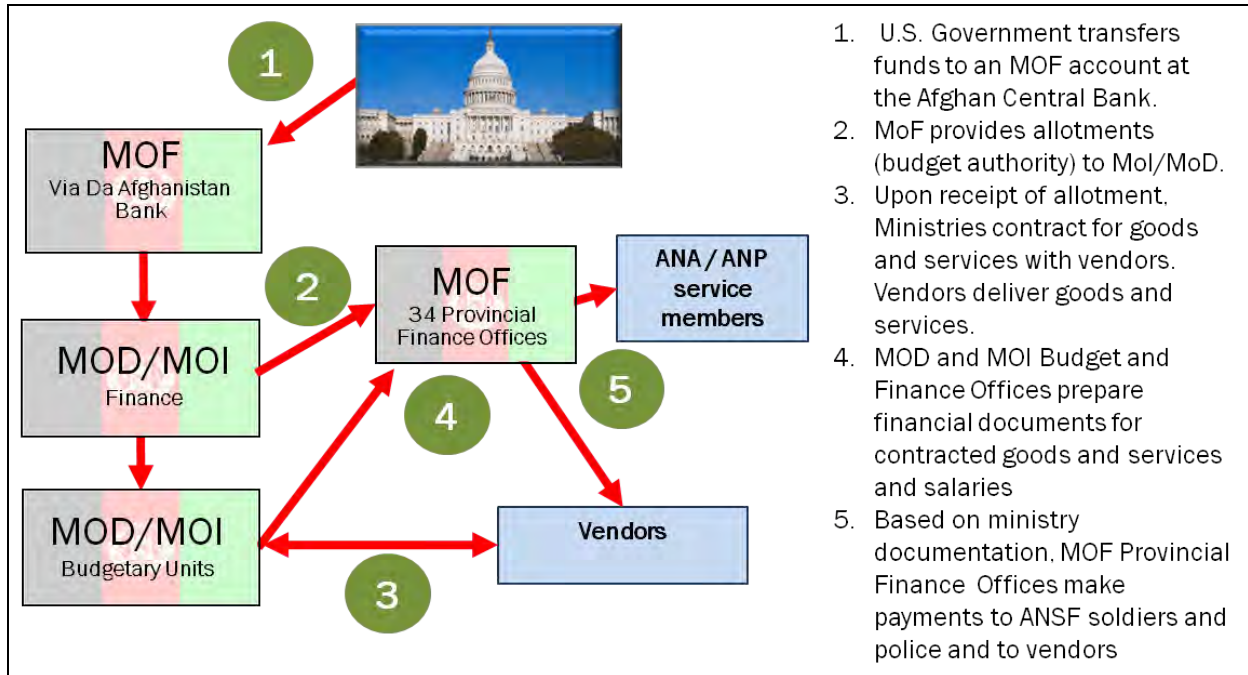 1
MOF
Via Da Afghanistan
Bank
2
MOF
34 Provincial
Finance Offices
ANA / ANP
service
members
MOD/MOI
Finance
4
5
MOD/MOI
Budgetary Units
Vendors
3
1. U.S. Government transfers
funds to an MOF account at
the Afghan Central Bank.
2. MoF provides allotments
(budget authority) to MoI/MoD.
3. Upon receipt of allotment,
Ministries contract for goods
and services with vendors.
Vendors deliver goods and
services.
4. MOD and MOI Budget and
Finance Offices prepare
financial documents for
contracted goods and services
and salaries
5. Based on ministry
documentation, MOF Provincial
Finance Offices make
payments to ANSF soldiers and
police and to vendors